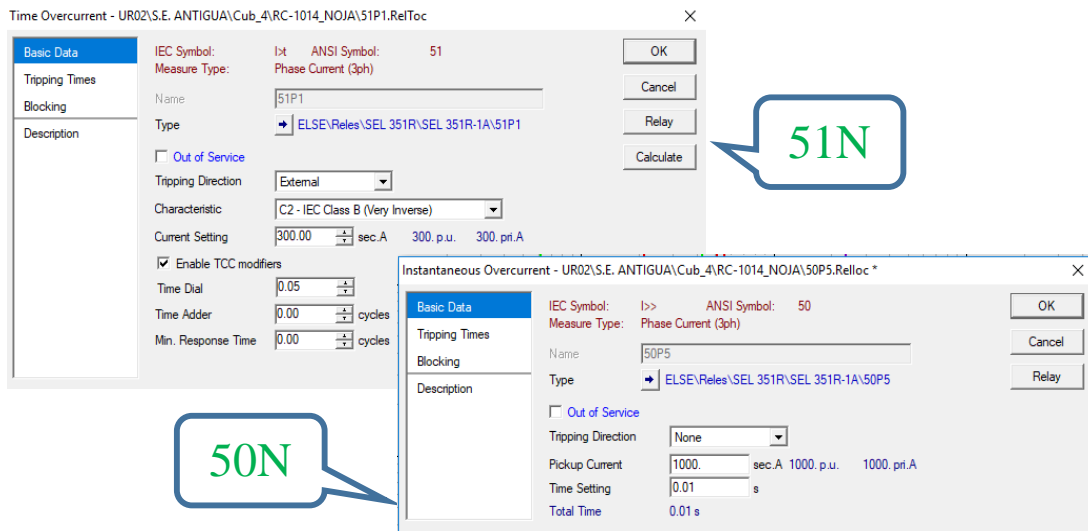 Time Overcurrent - UR02\S.E. ANTIGUA\Cub_4\RC-1014_NOJA\51P1.RelToc
Basic Data
Tripping Times
Blocking
Description
IEC Symbol: I>t ANSI Symbol: 51
Measure Type: Phase Current (3ph)
Name 51P1
Type ELSE\Reles\SEL 351R\SEL 351R-1A\51P1
Out of Service
Tripping Direction External
Characteristic C2 - IEC Class B (Very Inverse)
Current Setting 300.00 sec.A 300. p.u. 300. pri.A
Enable TCC modifiers
Time Dial 0.05
Time Adder 0.00 cycles
Min. Response Time 0.00 cycles
OK
Cancel
Relay
Calculate
51N
Instantaneous Overcurrent - UR02\S.E. ANTIGUA\Cub_4\RC-1014_NOJA\50P5.RelIoc *
Basic Data
Tripping Times
Blocking
Description
IEC Symbol: I>> ANSI Symbol: 50
Measure Type: Phase Current (3ph)
Name 50P5
Type ELSE\Reles\SEL 351R\SEL 351R-1A\50P5
Out of Service
Tripping Direction None
Pickup Current 1000. sec.A 1000. p.u. 1000. pri.A
Time Setting 0.01 s
Total Time 0.01 s
OK
Cancel
Relay
50N